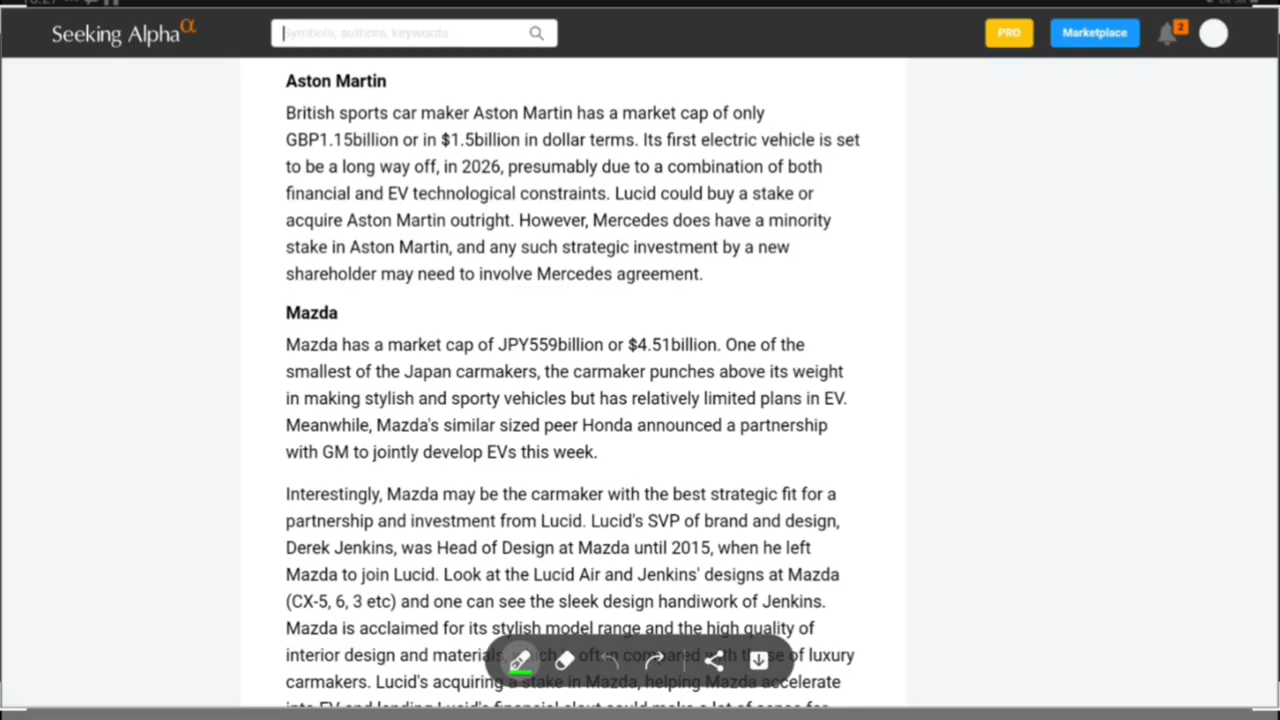 Seeking Alpha α
Symbols, authors, keywords
PRO
Marketplace
2
Aston Martin
British sports car maker Aston Martin has a market cap of only
GBP1.15billion or in $1.5billion in dollar terms. Its first electric vehicle is set
to be a long way off, in 2026, presumably due to a combination of both
financial and EV technological constraints. Lucid could buy a stake or
acquire Aston Martin outright. However, Mercedes does have a minority
stake in Aston Martin, and any such strategic investment by a new
shareholder may need to involve Mercedes agreement.
Mazda
Mazda has a market cap of JPY559billion or $4.51billion. One of the
smallest of the Japan carmakers, the carmaker punches above its weight
in making stylish and sporty vehicles but has relatively limited plans in EV.
Meanwhile, Mazda's similar sized peer Honda announced a partnership
with GM to jointly develop EVs this week.
Interestingly, Mazda may be the carmaker with the best strategic fit for a
partnership and investment from Lucid. Lucid's SVP of brand and design,
Derek Jenkins, was Head of Design at Mazda until 2015, when he left
Mazda to join Lucid. Look at the Lucid Air and Jenkins' designs at Mazda
(CX-5, 6, 3 etc) and one can see the sleek design handiwork of Jenkins.
Mazda is acclaimed for its stylish model range and the high quality of
interior design and materials, which is often compared with those of luxury
carmakers. Lucid's acquiring a stake in Mazda, helping Mazda accelerate